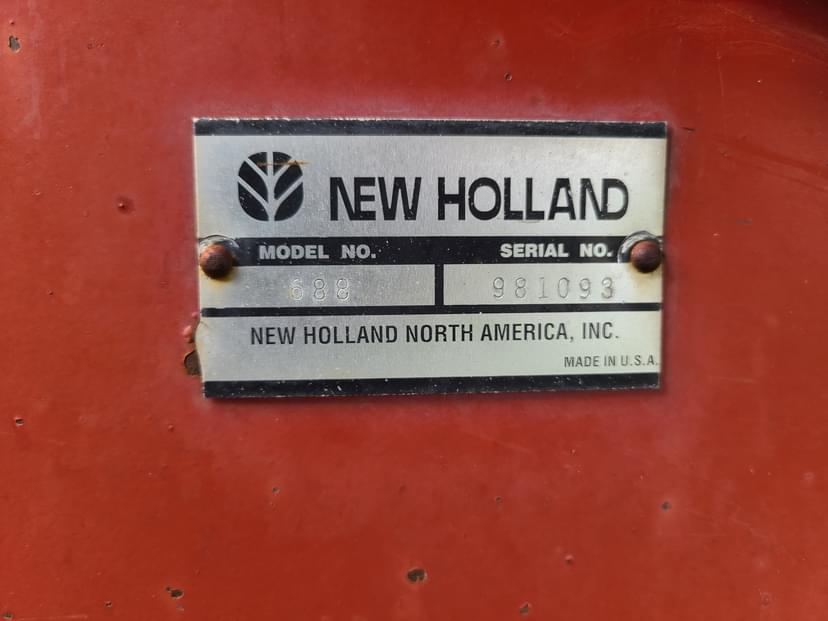 NEW HOLLAND
MODEL NO. SERIAL NO.
688 981093
NEW HOLLAND NORTH AMERICA, INC.
MADE IN U.S.A.